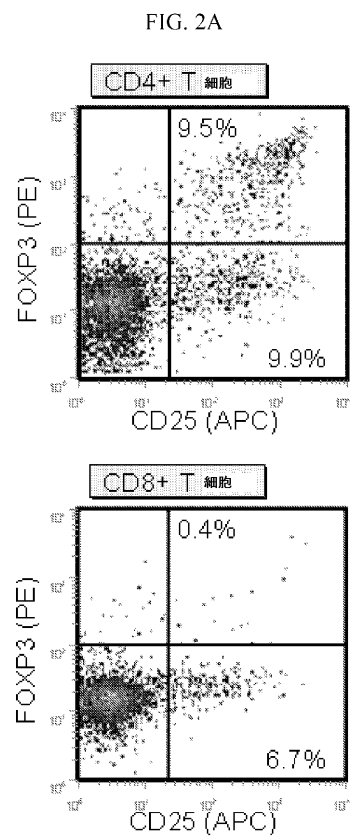 FIG. 2A
CD4+ T 細胞
9.5%
FOXP3 (PE)
9.9%
CD25 (APC)
CD8+ T 細胞
0.4%
FOXP3 (PE)
6.7%
CD25 (APC)